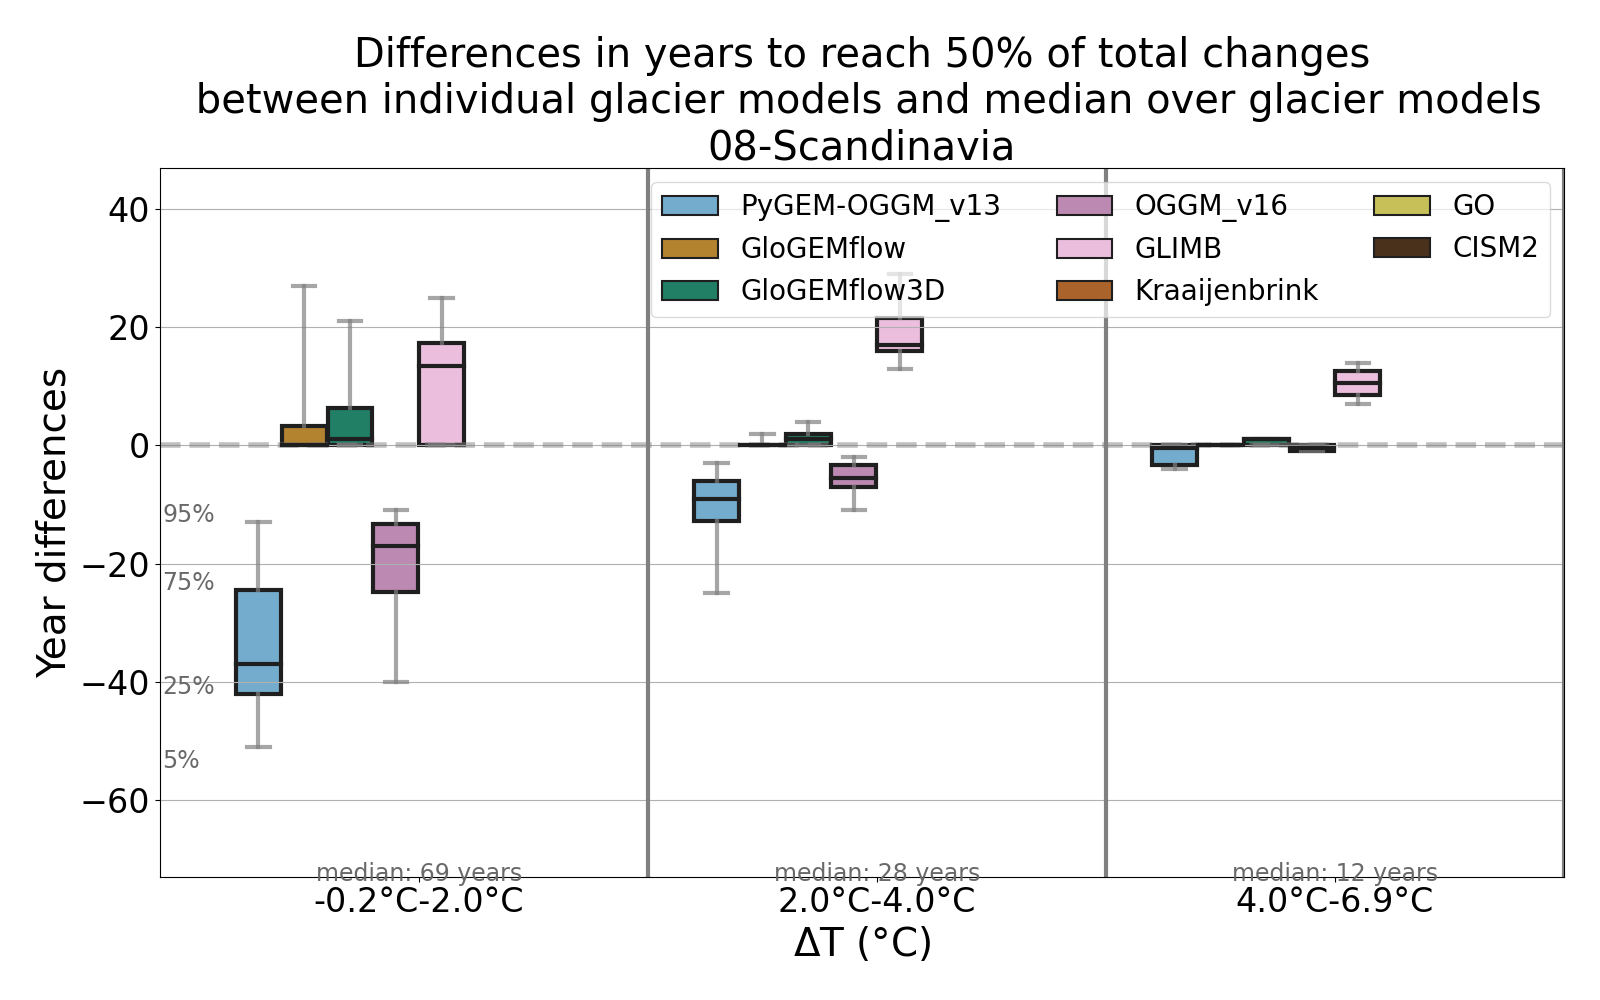 Differences in years to reach 50% of total changes
between individual glacier models and median over glacier models
08-Scandinavia
PyGEM-OGGM_v13
GloGEMflow
GloGEMflow3D
OGGM_v16
GLIMB
Kraaijenbrink
GO
CISM2
Year differences
40
20
0
−20
−40
−60
95%
75%
25%
5%
median: 69 years
median: 28 years
median: 12 years
-0.2°C-2.0°C
2.0°C-4.0°C
4.0°C-6.9°C
ΔT (°C)